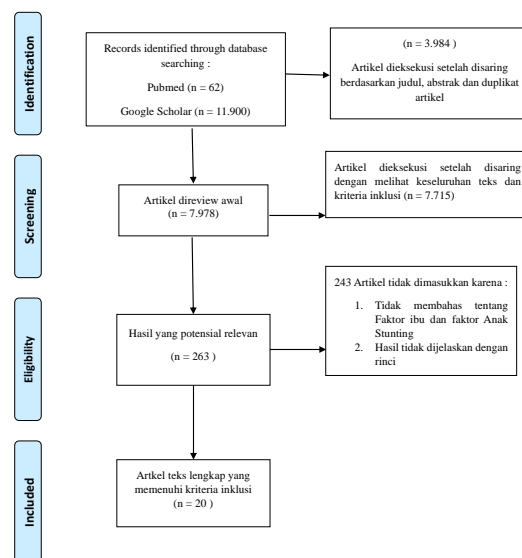 Identification
Records identified through database
searching :
Pubmed (n = 62)
Google Scholar (n = 11.900)
(n = 3.984 )
Artikel dieksekusi setelah disaring
berdasarkan judul, abstrak dan duplikat
artikel
Screening
Artikel direview awal
(n = 7.978)
Artikel dieksekusi setelah disaring
dengan melihat keseluruhan teks dan
kriteria inklusi (n = 7.715)
Eligibility
Hasil yang potensial relevan
(n = 263 )
243 Artikel tidak dimasukkan karena :
1. Tidak membahas tentang
Faktor ibu dan faktor Anak
Stunting
2. Hasil tidak dijelaskan dengan
rinci
Included
Artkel teks lengkap yang
memenuhi kriteria inklusi
(n = 20 )